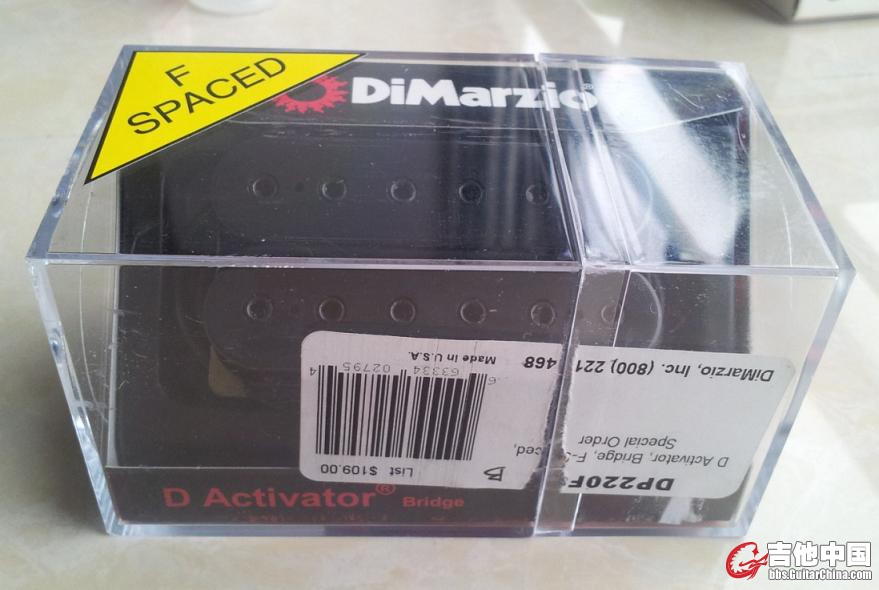 F
SPACED
DiMarzio®
Made in U.S.A.
63334 02795 4
List $109.00
B
DiMarzio, Inc. (800) 221 468
D Activator, Bridge, F-S ced,
Special Order
DP220F
D Activator® Bridge
吉他中国
bbs.GuitarChina.com